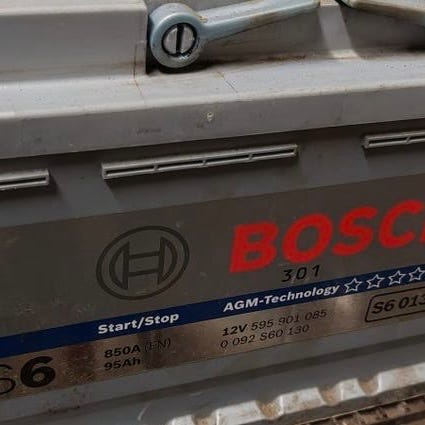 BOSC
301
Start/Stop AGM-Technology
S6 850A (EN) 12V 595 901 085 S6 013
95Ah 0 092 S60 130